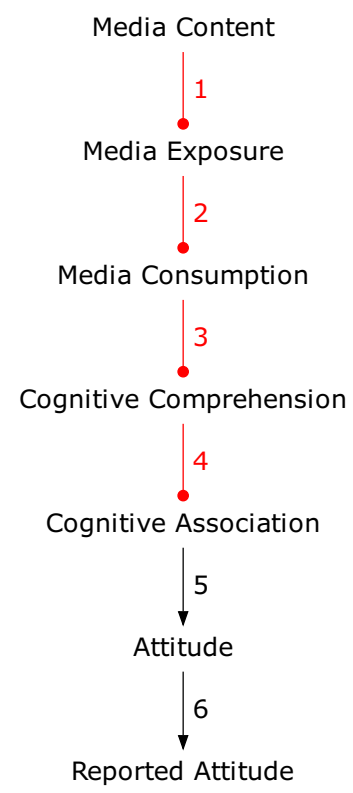 Media Content
1
Media Exposure
2
Media Consumption
3
Cognitive Comprehension
4
Cognitive Association
5
Attitude
6
Reported Attitude